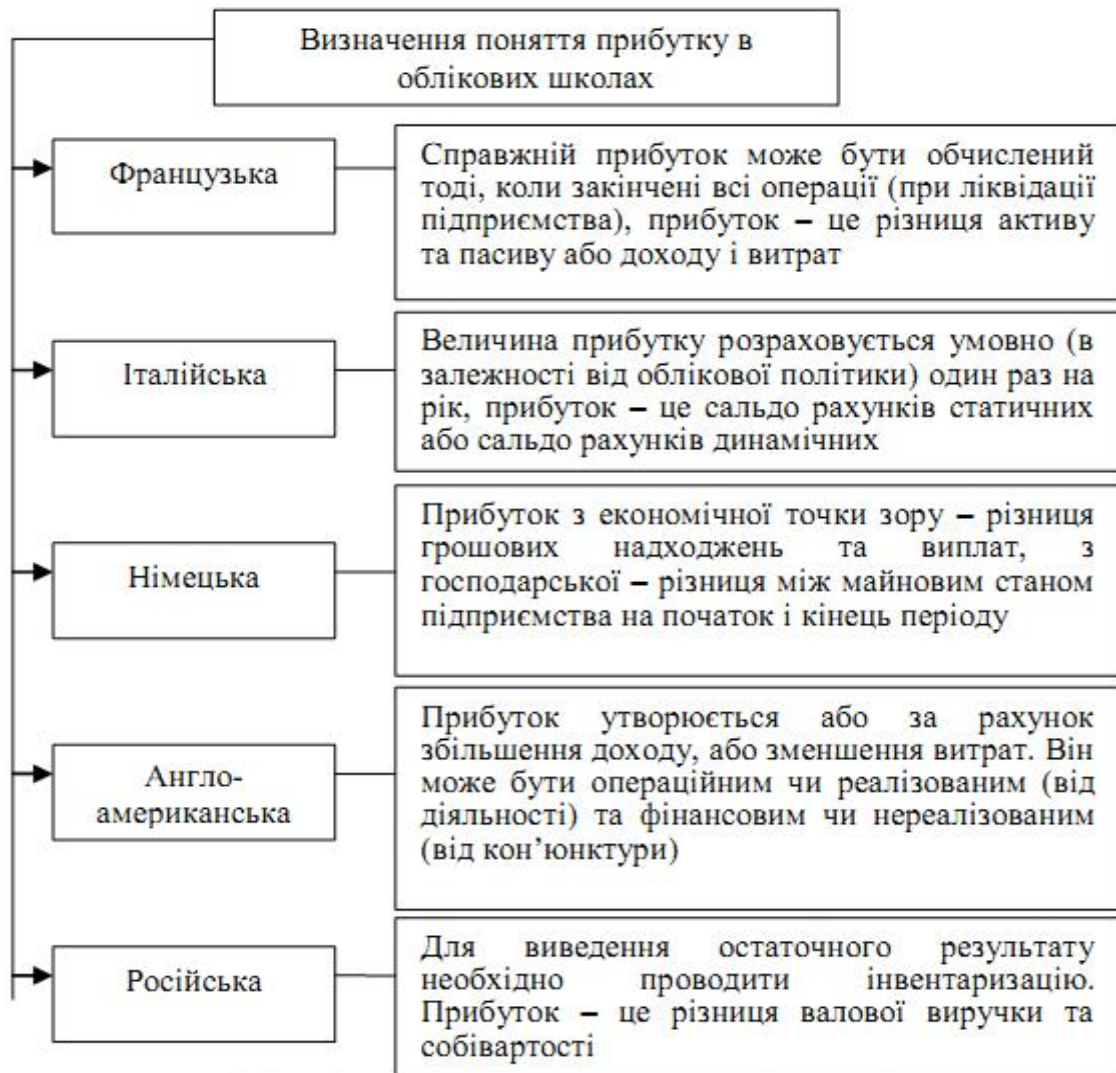 Визначення поняття прибутку в
облікових школах
Французька
Справжній прибуток може бути обчислений
тоді, коли закінчені всі операції (при ліквідації
підприємства), прибуток – це різниця активу
та пасиву або доходу і витрат
Італійська
Величина прибутку розраховується умовно (в
залежності від облікової політики) один раз на
рік, прибуток – це сальдо рахунків статичних
або сальдо рахунків динамічних
Німецька
Прибуток з економічної точки зору – різниця
грошових надходжень та виплат, з
господарської – різниця між майновим станом
підприємства на початок і кінець періоду
Англо-
американська
Прибуток утворюється або за рахунок
збільшення доходу, або зменшення витрат. Він
може бути операційним чи реалізованим (від
діяльності) та фінансовим чи нереалізованим
(від кон’юнктури)
Російська
Для виведення остаточного результату
необхідно проводити інвентаризацію.
Прибуток – це різниця валової виручки та
собівартості